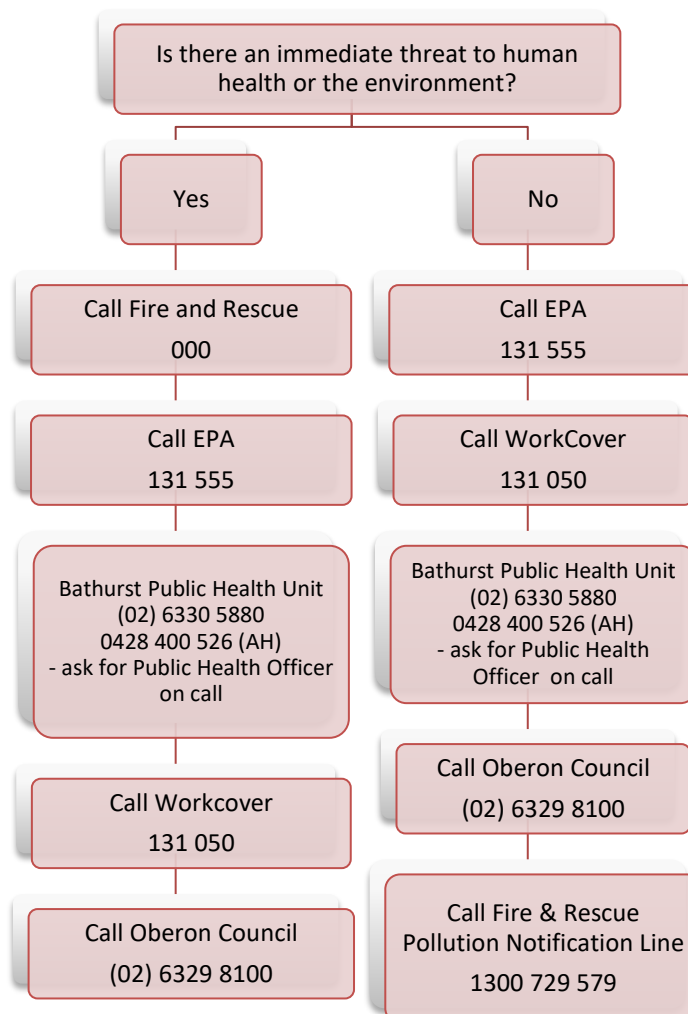 Is there an immediate threat to human
health or the environment?
Yes
Call Fire and Rescue
000
Call EPA
131 555
Bathurst Public Health Unit
(02) 6330 5880
0428 400 526 (AH)
- ask for Public Health Officer
on call
Call Workcover
131 050
Call Oberon Council
(02) 6329 8100
No
Call EPA
131 555
Call WorkCover
131 050
Bathurst Public Health Unit
(02) 6330 5880
0428 400 526 (AH)
- ask for Public Health
Officer on call
Call Oberon Council
(02) 6329 8100
Call Fire & Rescue
Pollution Notification Line
1300 729 579